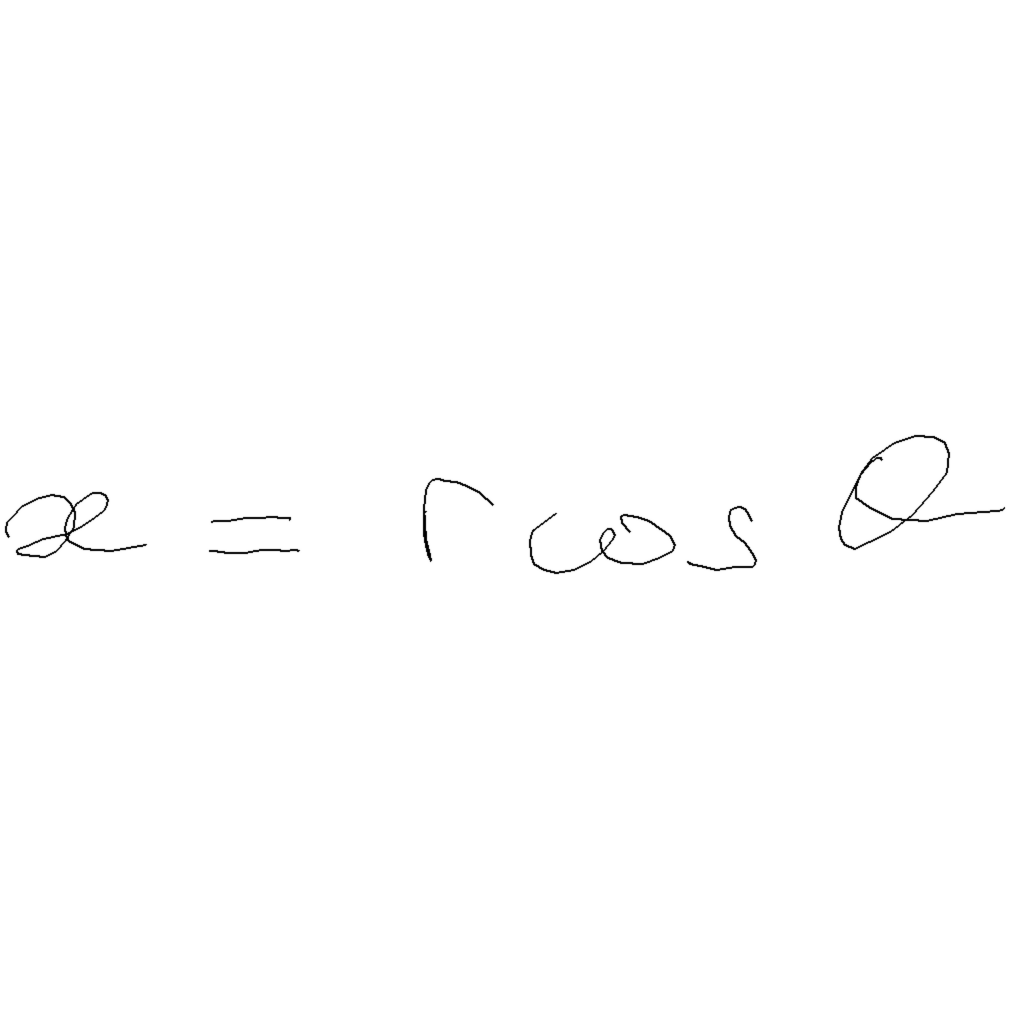 x = r cos θ